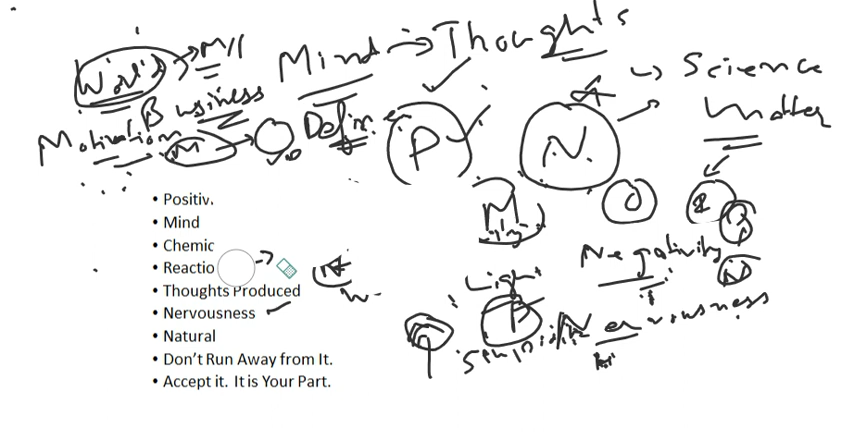 World → M//
Mind → Thoughts
↳ Science
Matter
Business
Motivation M → Define
P
N
M
Negativity
N
Light
Nervousness
• Positiv.
• Mind
• Chemic
• Reactio
• Thoughts Produced
• Nervousness
• Natural
• Don't Run Away from It.
• Accept it.  It is Your Part.